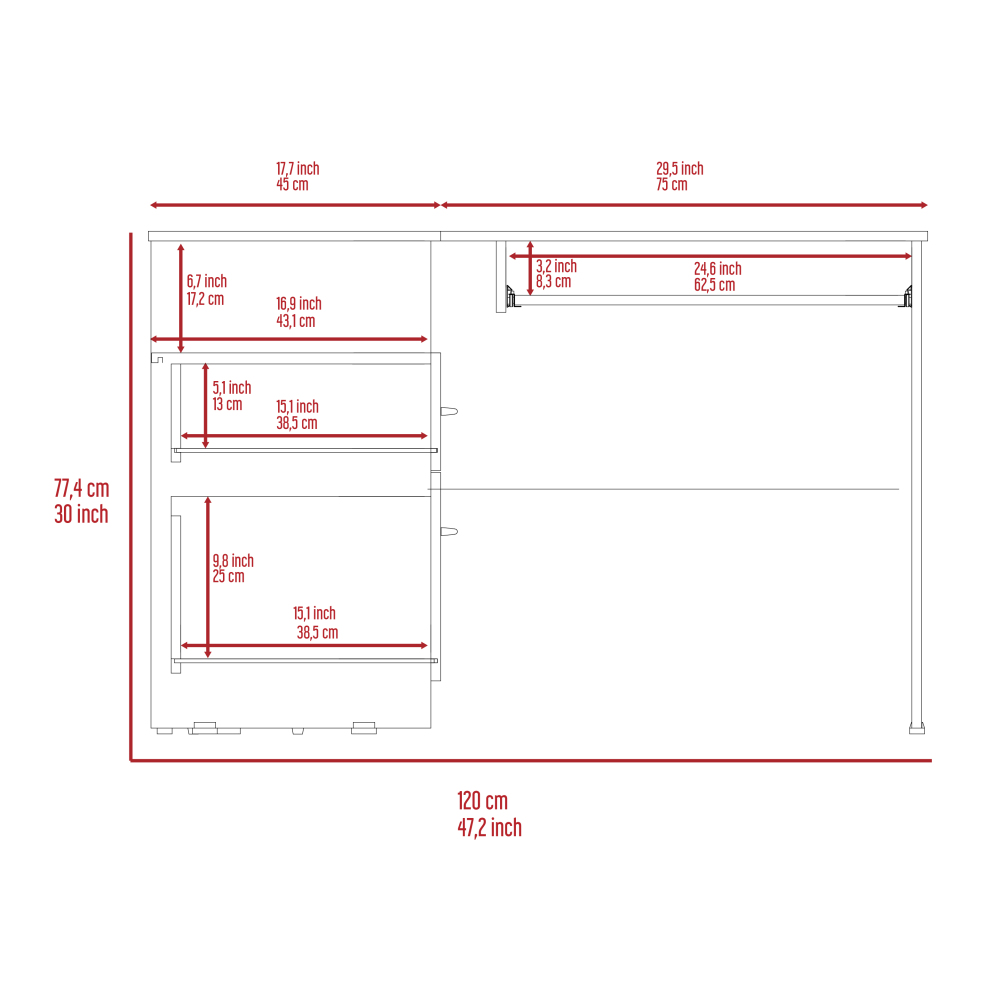 17,7 inch
45 cm
29,5 inch
75 cm
6,7 inch
17,2 cm
16,9 inch
43,1 cm
3,2 inch
8,3 cm
24,6 inch
62,5 cm
5,1 inch
13 cm
15,1 inch
38,5 cm
77,4 cm
30 inch
9,8 inch
25 cm
15,1 inch
38,5 cm
120 cm
47,2 inch